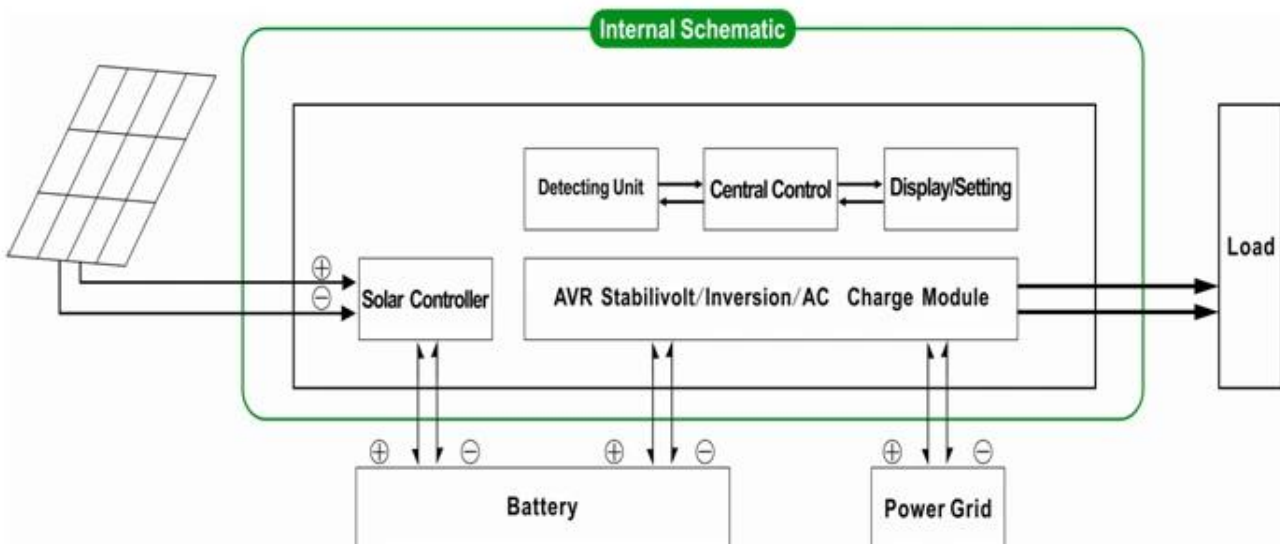 Internal Schematic
Detecting Unit
Central Control
Display/Setting
Load
⊕
⊖
Solar Controller
AVR Stabilivolt/Inversion/AC Charge Module
⊕ ⊖ ⊕ ⊖ ⊕ ⊖
Battery
Power Grid